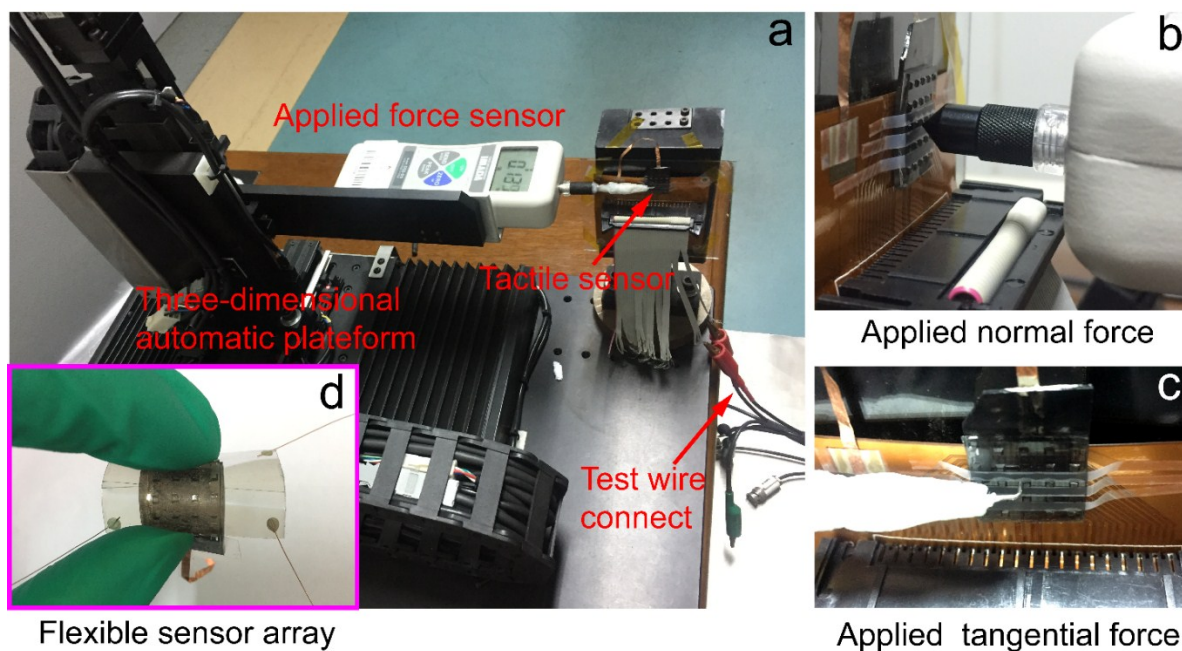 a
Applied force sensor
Tactile sensor
Three-dimensional
automatic plateform
Test wire
connect
b
Applied normal force
c
Applied  tangential force
d
Flexible sensor array